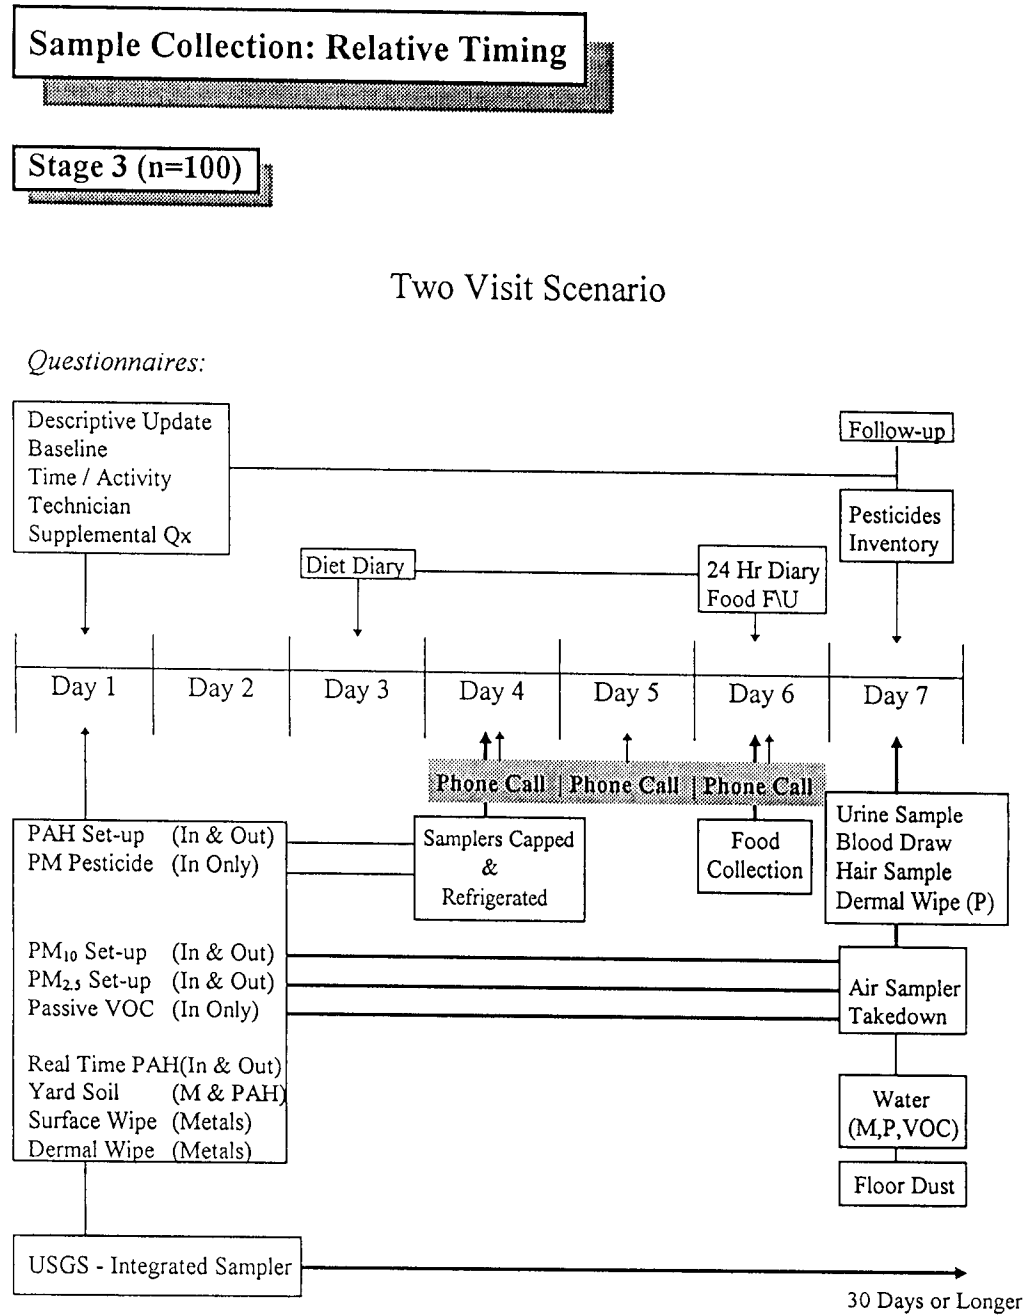 Sample Collection: Relative Timing
Stage 3 (n=100)
Two Visit Scenario
Questionnaires:
Descriptive Update
Baseline
Time / Activity
Technician
Supplemental Qx
Follow-up
Pesticides
Inventory
Diet Diary
24 Hr Diary
Food F\U
Day 1
Day 2
Day 3
Day 4
Day 5
Day 6
Day 7
Phone Call | Phone Call | Phone Call
PAH Set-up (In & Out)
PM Pesticide (In Only)
PM10 Set-up (In & Out)
PM2.5 Set-up (In & Out)
Passive VOC (In Only)
Real Time PAH(In & Out)
Yard Soil (M & PAH)
Surface Wipe (Metals)
Dermal Wipe (Metals)
Samplers Capped
&
Refrigerated
Food
Collection
Urine Sample
Blood Draw
Hair Sample
Dermal Wipe (P)
Air Sampler
Takedown
Water
(M,P,VOC)
Floor Dust
USGS - Integrated Sampler
30 Days or Longer